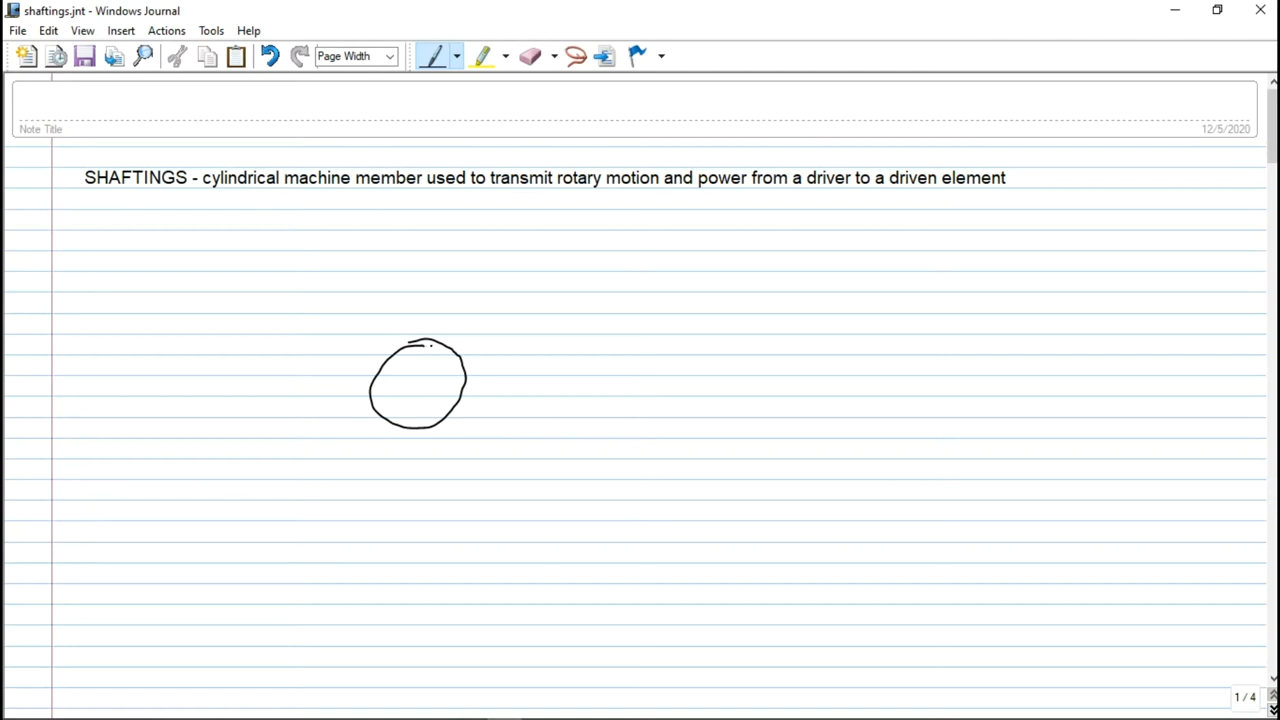 shaftings.jnt - Windows Journal
File Edit View Insert Actions Tools Help
Page Width
Note Title
12/5/2020
SHAFTINGS - cylindrical machine member used to transmit rotary motion and power from a driver to a driven element
1 / 4